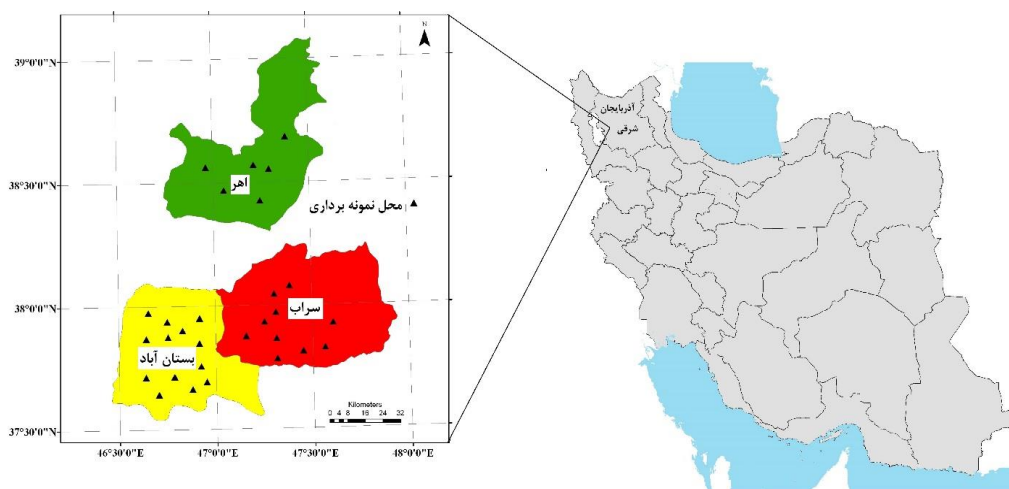 N
39°0'0"N
38°30'0"N
38°0'0"N
37°30'0"N
اهر
محل نمونه برداری
سراب
بستان آباد
Kilometers
0 4 8 16 24 32
46°30'0"E
47°0'0"E
47°30'0"E
48°0'0"E
آذربایجان
شرقی